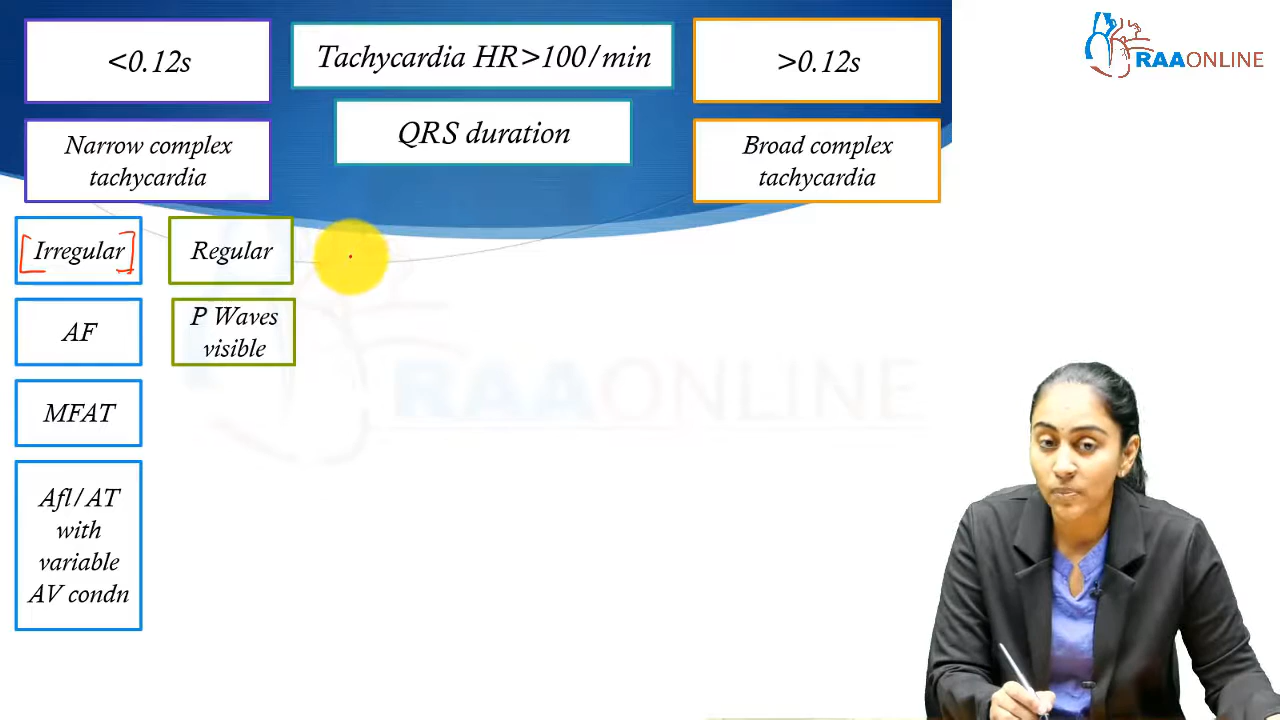 <0.12s
Tachycardia HR>100/min
>0.12s
RAAONLINE
QRS duration
Narrow complex
tachycardia
Broad complex
tachycardia
[Irregular]
Regular
AF
P Waves
visible
MFAT
RAAONLINE
Afl/AT
with
variable
AV condn